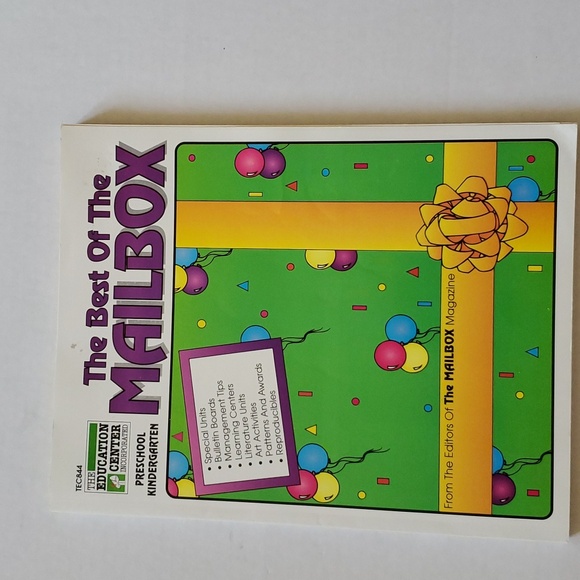 TEC844
THE
EDUCATION
CENTER
INCORPORATED
PRESCHOOL
KINDERGARTEN
The Best Of The
MAILBOX
• Special Units
• Bulletin Boards
• Management Tips
• Learning Centers
• Literature Units
• Art Activities
• Patterns And Awards
• Reproducibles
From The Editors Of The MAILBOX Magazine